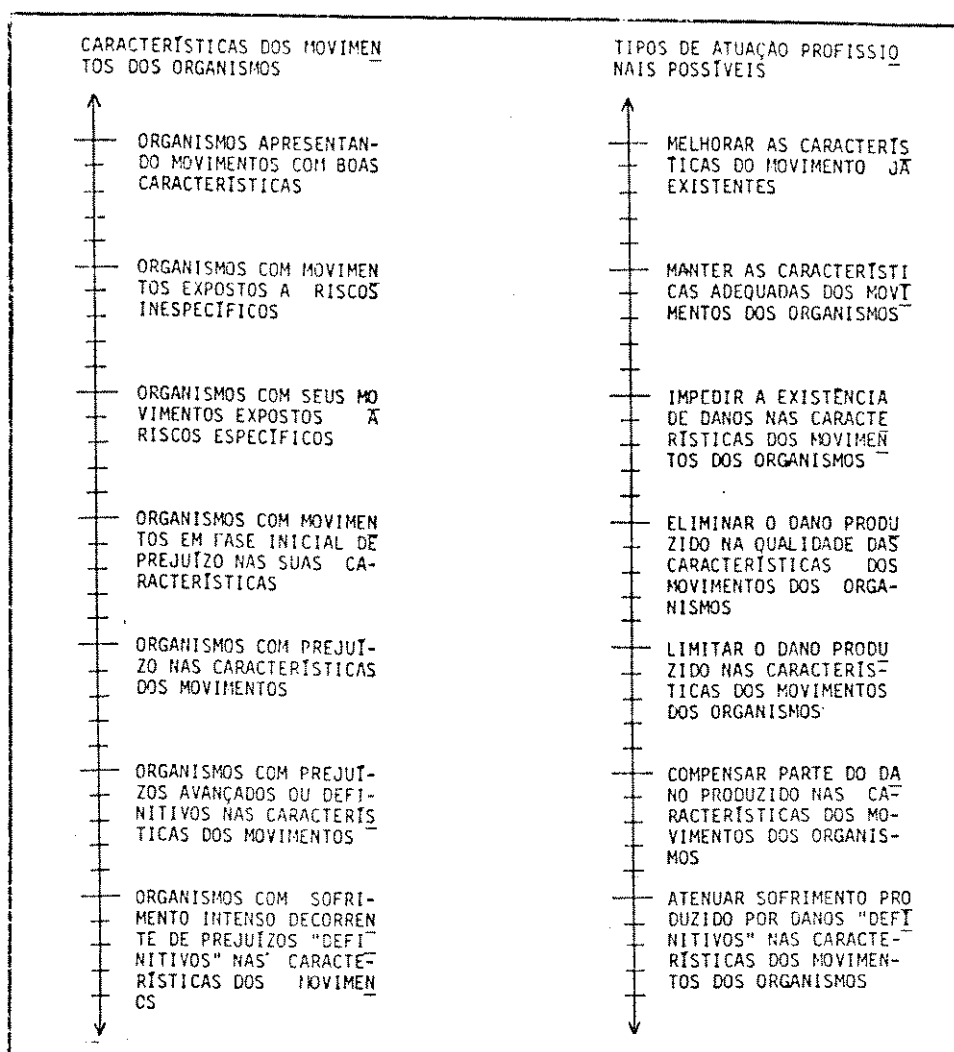 CARACTERÍSTICAS DOS MOVIMEN
TOS DOS ORGANISMOS
ORGANISMOS APRESENTAN-
DO MOVIMENTOS COM BOAS
CARACTERÍSTICAS
ORGANISMOS COM MOVIMEN
TOS EXPOSTOS A RISCOS
INESPECÍFICOS
ORGANISMOS COM SEUS MO
VIMENTOS EXPOSTOS A
RISCOS ESPECÍFICOS
ORGANISMOS COM MOVIMEN
TOS EM FASE INICIAL DE
PREJUÍZO NAS SUAS CA-
RACTERÍSTICAS
ORGANISMOS COM PREJUÍ-
ZO NAS CARACTERÍSTICAS
DOS MOVIMENTOS
ORGANISMOS COM PREJUÍ-
ZOS AVANÇADOS OU DEFI-
NITIVOS NAS CARACTERÍS
TICAS DOS MOVIMENTOS
ORGANISMOS COM SOFRI-
MENTO INTENSO DECORREN
TE DE PREJUÍZOS "DEFI
NITIVOS" NAS CARACTE-
RÍSTICAS DOS MOVIMEN
OS
TIPOS DE ATUAÇÃO PROFISSIO
NAIS POSSÍVEIS
MELHORAR AS CARACTERÍS
TICAS DO MOVIMENTO JÁ
EXISTENTES
MANTER AS CARACTERÍSTI
CAS ADEQUADAS DOS MOVI
MENTOS DOS ORGANISMOS
IMPEDIR A EXISTÊNCIA
DE DANOS NAS CARACTE
RÍSTICAS DOS MOVIMEN
TOS DOS ORGANISMOS
ELIMINAR O DANO PRODU
ZIDO NA QUALIDADE DAS
CARACTERÍSTICAS DOS
MOVIMENTOS DOS ORGA-
NISMOS
LIMITAR O DANO PRODU
ZIDO NAS CARACTERÍS-
TICAS DOS MOVIMENTOS
DOS ORGANISMOS
COMPENSAR PARTE DO DA
NO PRODUZIDO NAS CA-
RACTERÍSTICAS DOS MO-
VIMENTOS DOS ORGANIS-
MOS
ATENUAR SOFRIMENTO PRO
DUZIDO POR DANOS "DEFI
NITIVOS" NAS CARACTE-
RÍSTICAS DOS MOVIMEN-
TOS DOS ORGANISMOS